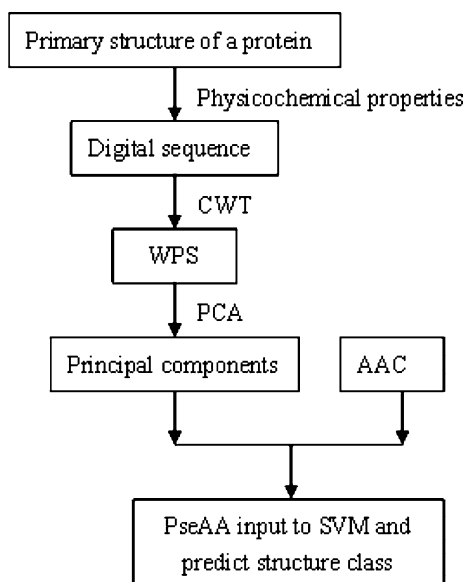 Primary structure of a protein
Physicochemical properties
Digital sequence
CWT
WPS
PCA
Principal components
AAC
PseAA input to SVM and
predict structure class